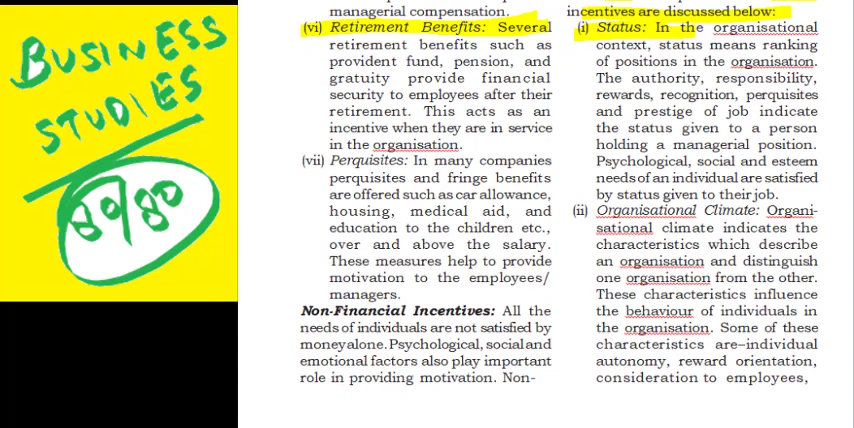 BUSINESS
STUDIES
80/80
managerial compensation.
(vi) Retirement Benefits: Several
retirement benefits such as
provident fund, pension, and
gratuity provide financial
security to employees after their
retirement. This acts as an
incentive when they are in service
in the organisation.
(vii) Perquisites: In many companies
perquisites and fringe benefits
are offered such as car allowance,
housing, medical aid, and
education to the children etc.,
over and above the salary.
These measures help to provide
motivation to the employees/
managers.
Non-Financial Incentives: All the
needs of individuals are not satisfied by
money alone. Psychological, social and
emotional factors also play important
role in providing motivation. Non-
incentives are discussed below:
(i) Status: In the organisational
context, status means ranking
of positions in the organisation.
The authority, responsibility,
rewards, recognition, perquisites
and prestige of job indicate
the status given to a person
holding a managerial position.
Psychological, social and esteem
needs of an individual are satisfied
by status given to their job.
(ii) Organisational Climate: Organi-
sational climate indicates the
characteristics which describe
an organisation and distinguish
one organisation from the other.
These characteristics influence
the behaviour of individuals in
the organisation. Some of these
characteristics are–individual
autonomy, reward orientation,
consideration to employees,